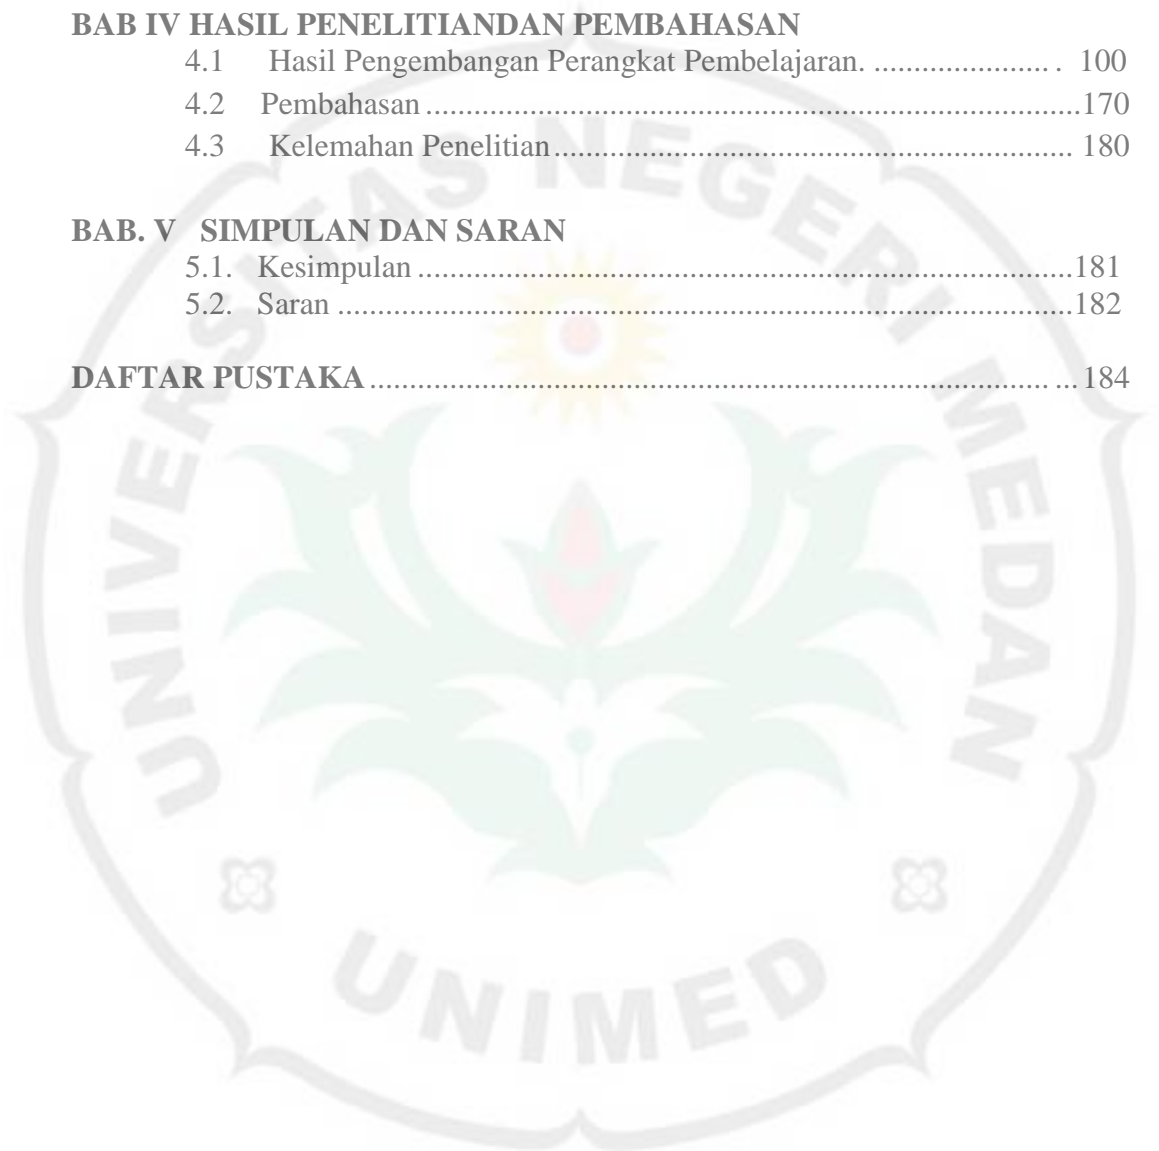 BAB IV HASIL PENELITIANDAN PEMBAHASAN
4.1 Hasil Pengembangan Perangkat Pembelajaran. ...................... . 100
4.2 Pembahasan ..................................................................................170
4.3 Kelemahan Penelitian ................................................................. 180
BAB. V SIMPULAN DAN SARAN
5.1. Kesimpulan ..................................................................................181
5.2. Saran ............................................................................................182
DAFTAR PUSTAKA ..................................................................................... ... 184
UNIVERSITAS NEGERI MEDAN
UNIMED